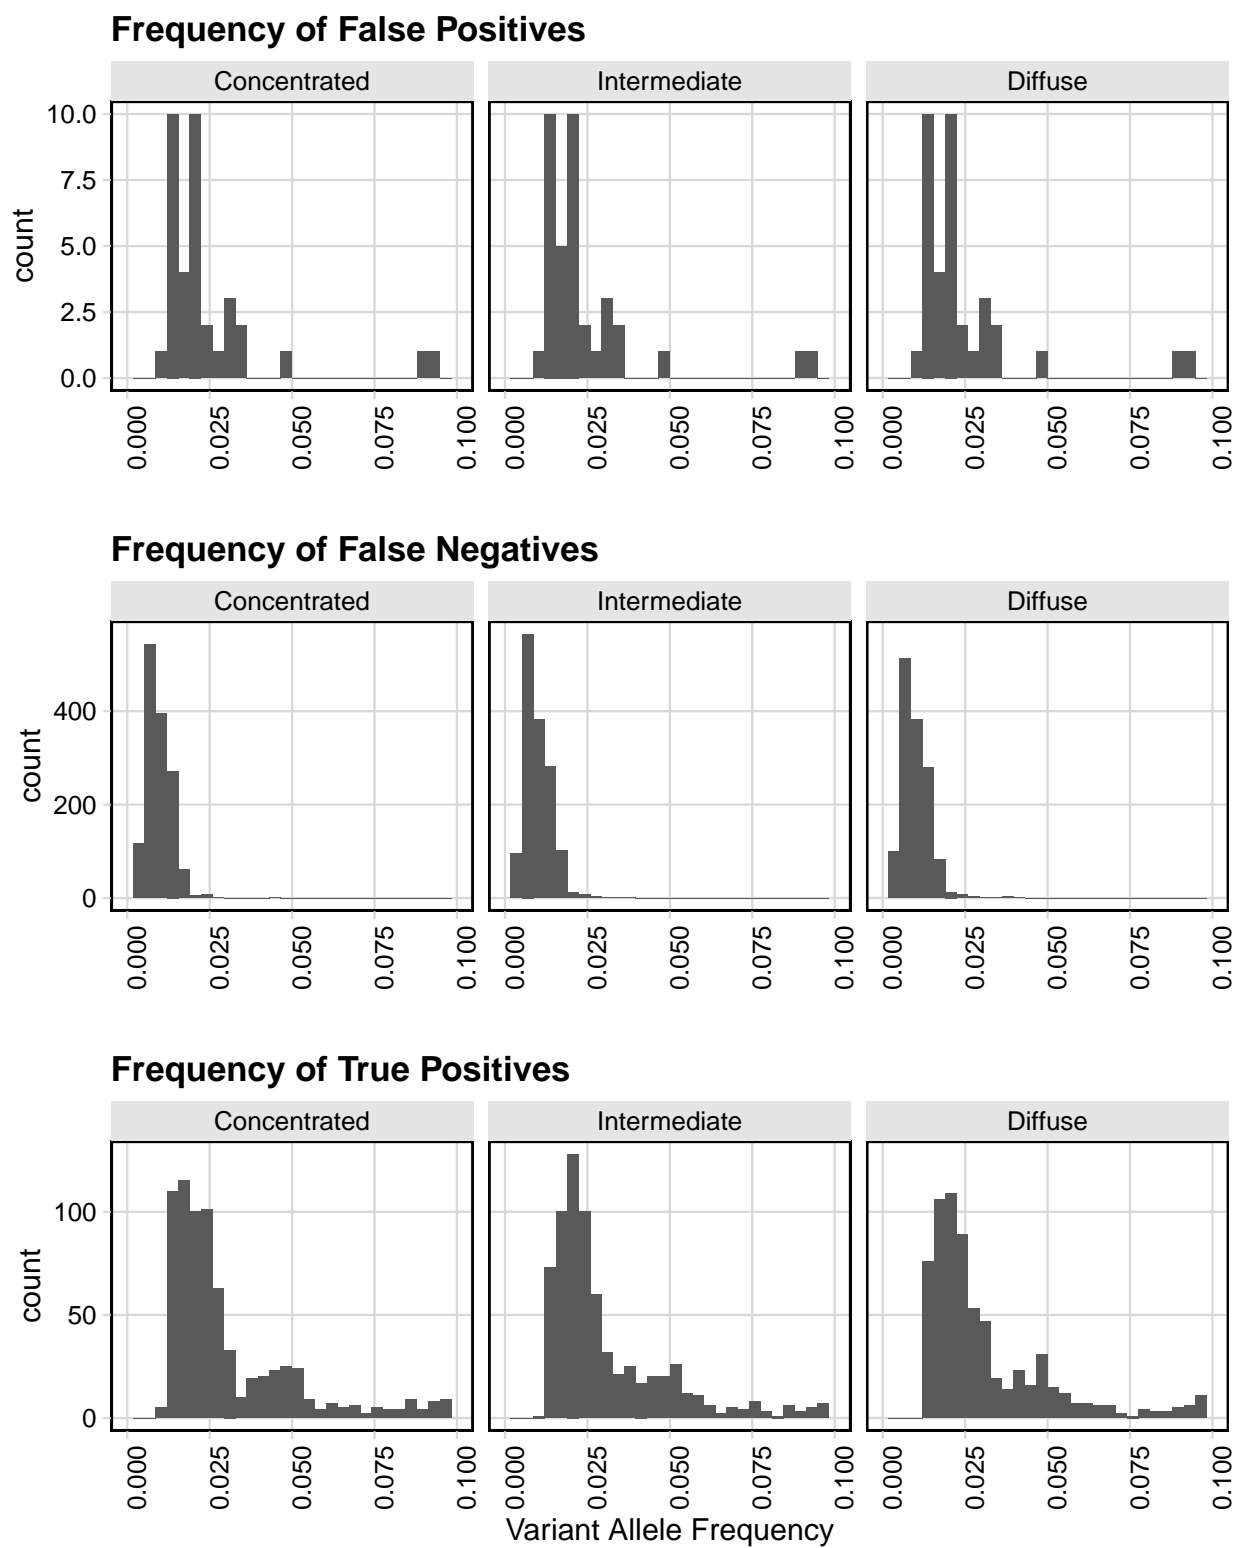 Frequency of False Positives
Concentrated Intermediate Diffuse
10.0
7.5
5.0
2.5
0.0
count
0.000 0.025 0.050 0.075 0.100 0.000 0.025 0.050 0.075 0.100 0.000 0.025 0.050 0.075 0.100
Frequency of False Negatives
Concentrated Intermediate Diffuse
400
200
0
count
0.000 0.025 0.050 0.075 0.100 0.000 0.025 0.050 0.075 0.100 0.000 0.025 0.050 0.075 0.100
Frequency of True Positives
Concentrated Intermediate Diffuse
100
50
0
count
0.000 0.025 0.050 0.075 0.100 0.000 0.025 0.050 0.075 0.100 0.000 0.025 0.050 0.075 0.100
Variant Allele Frequency